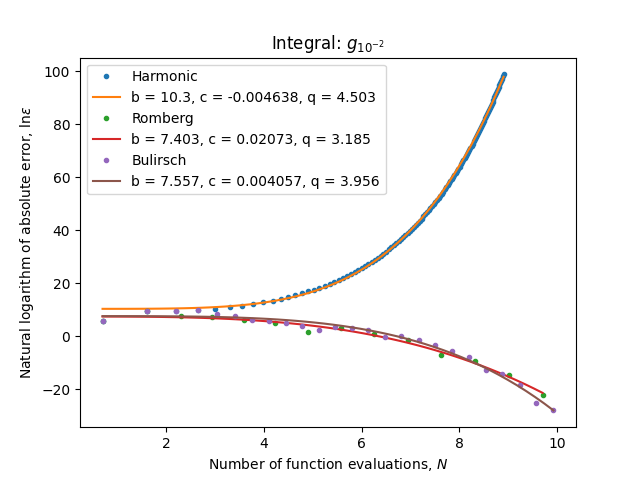 Integral: g₁₀₋₂
Harmonic
b = 10.3, c = -0.004638, q = 4.503
Romberg
b = 7.403, c = 0.02073, q = 3.185
Bulirsch
b = 7.557, c = 0.004057, q = 3.956
Natural logarithm of absolute error, lnε
100
80
60
40
20
0
−20
2 4 6 8 10
Number of function evaluations, N